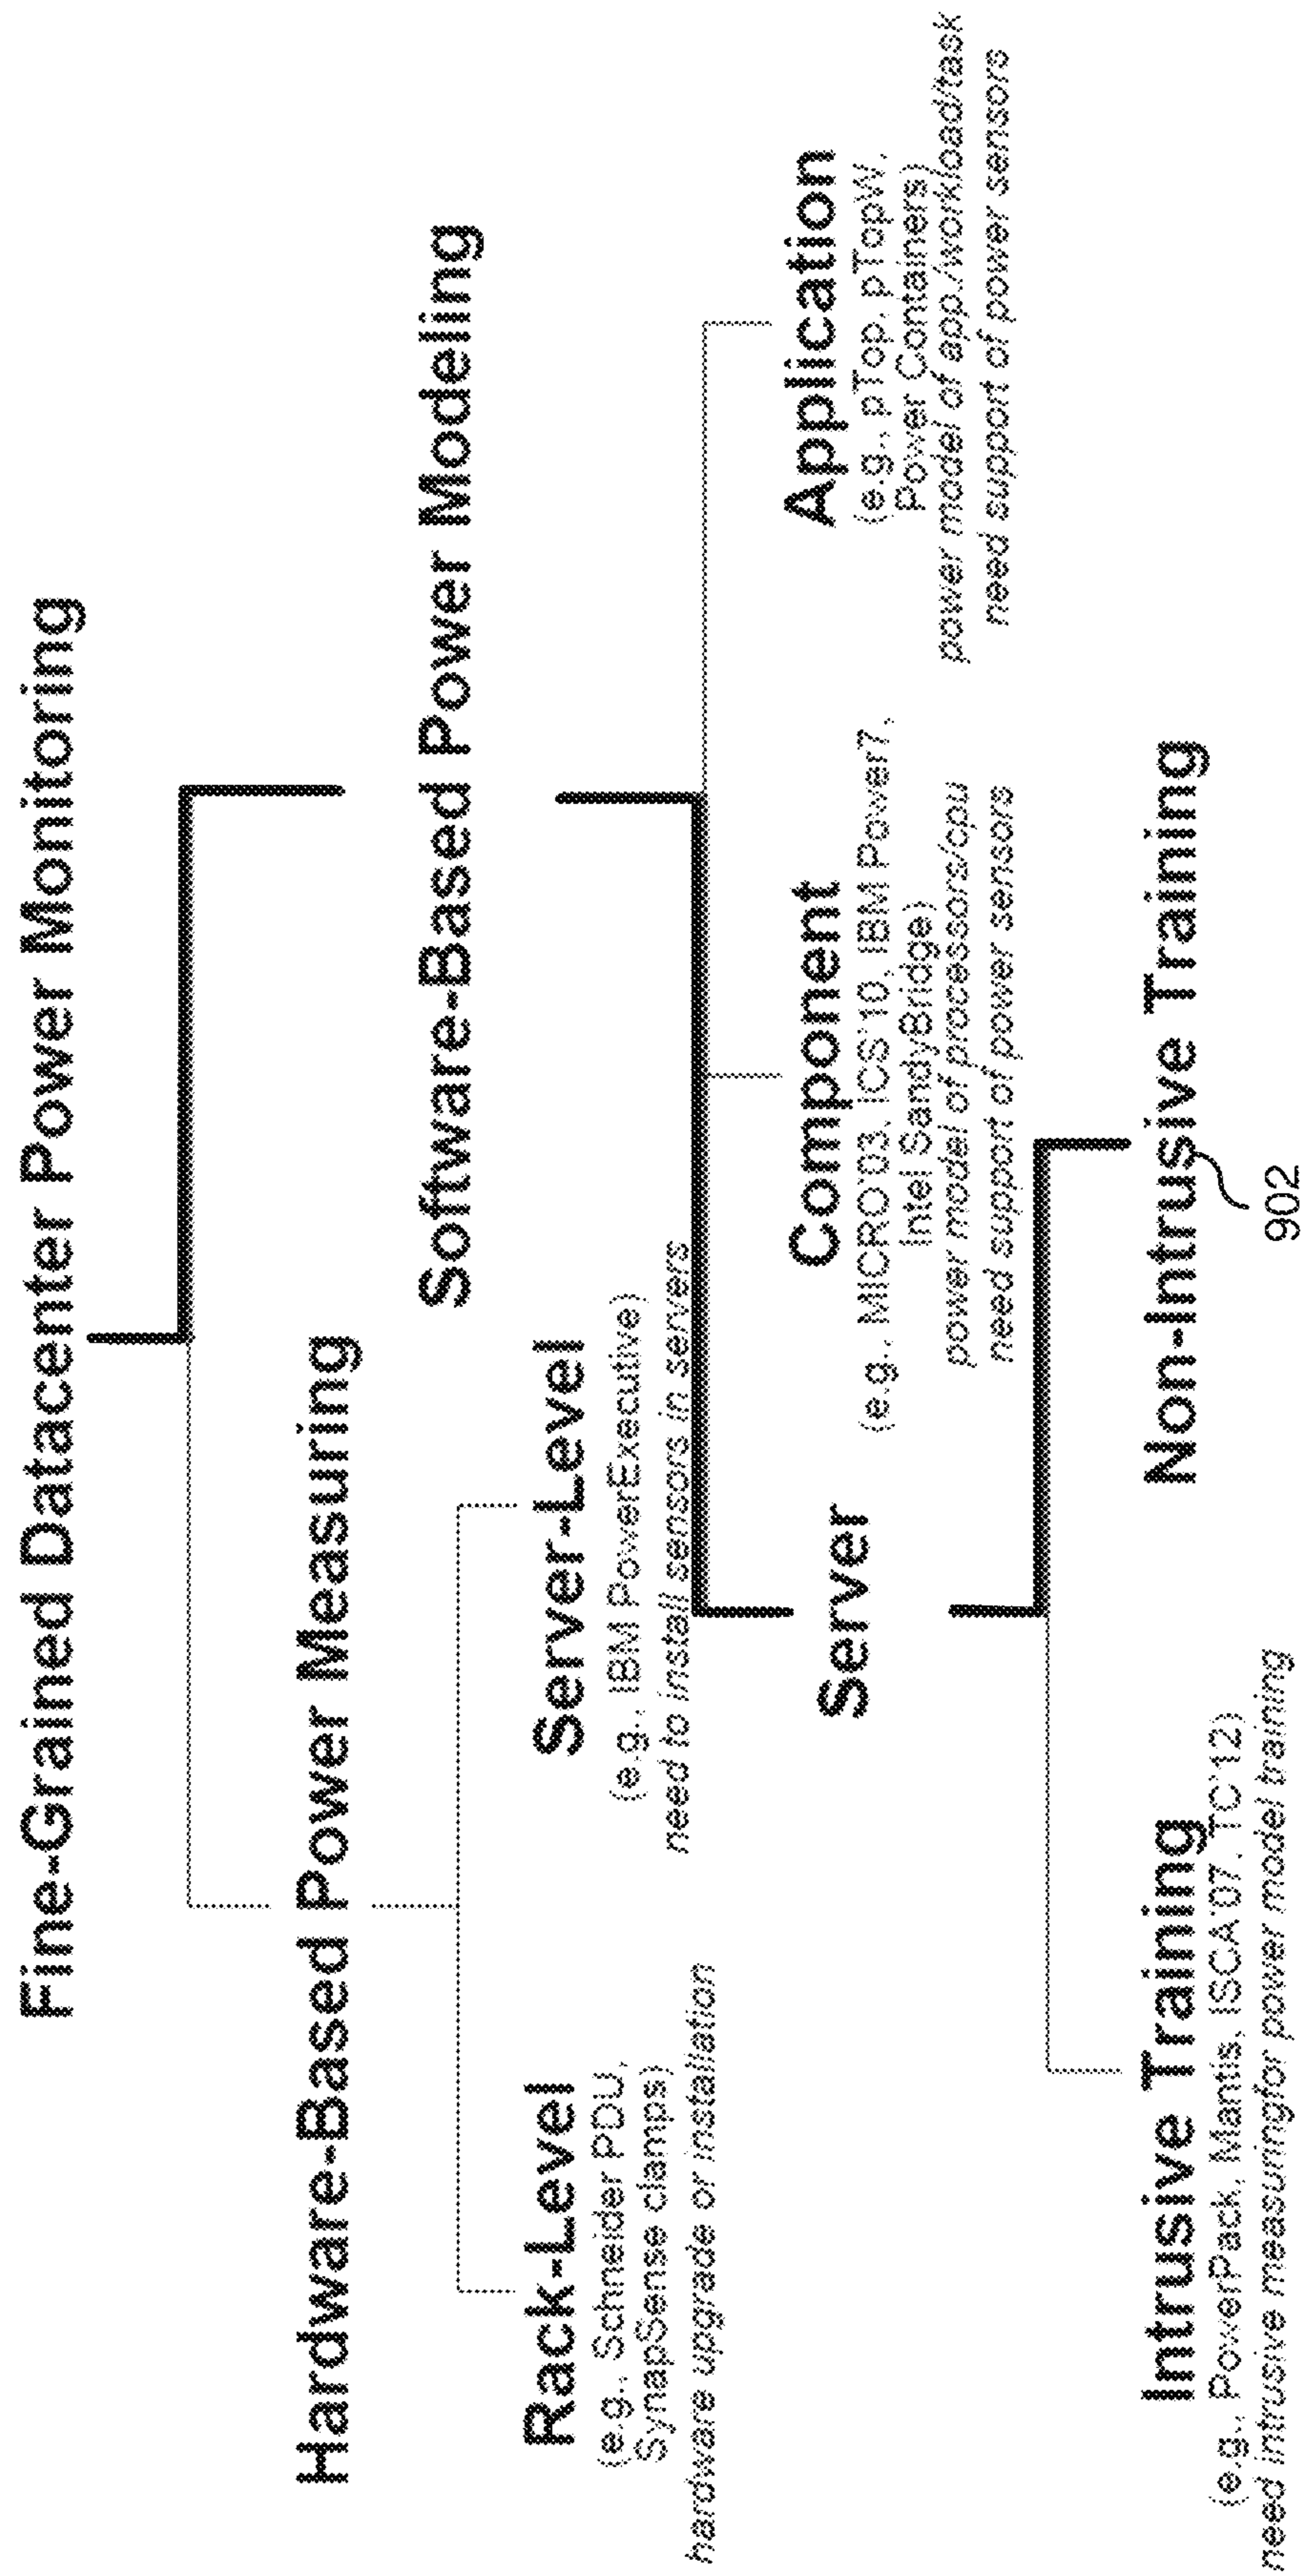 Fine-Grained Datacenter Power Monitoring
Hardware-Based Power Measuring
Software-Based Power Modeling
Rack-Level
(e.g., Schneider PDU,
SynapSense clamps)
hardware upgrade or installation
Server-Level
(e.g., IBM PowerExecutive)
need to install sensors in servers
Server
Component
(e.g., MICRO'03, ICS'10, IBM Power7,
Intel SandyBridge)
power model of processors/cpu
need support of power sensors
Application
(e.g., pTop, pTopW,
Power Containers)
power model of app./workload/task
need support of power sensors
Intrusive Training
(e.g., PowerPack, Mantis, ISCA'07, TC'12)
need intrusive measuringfor power model training
Non-Intrusive Training
902